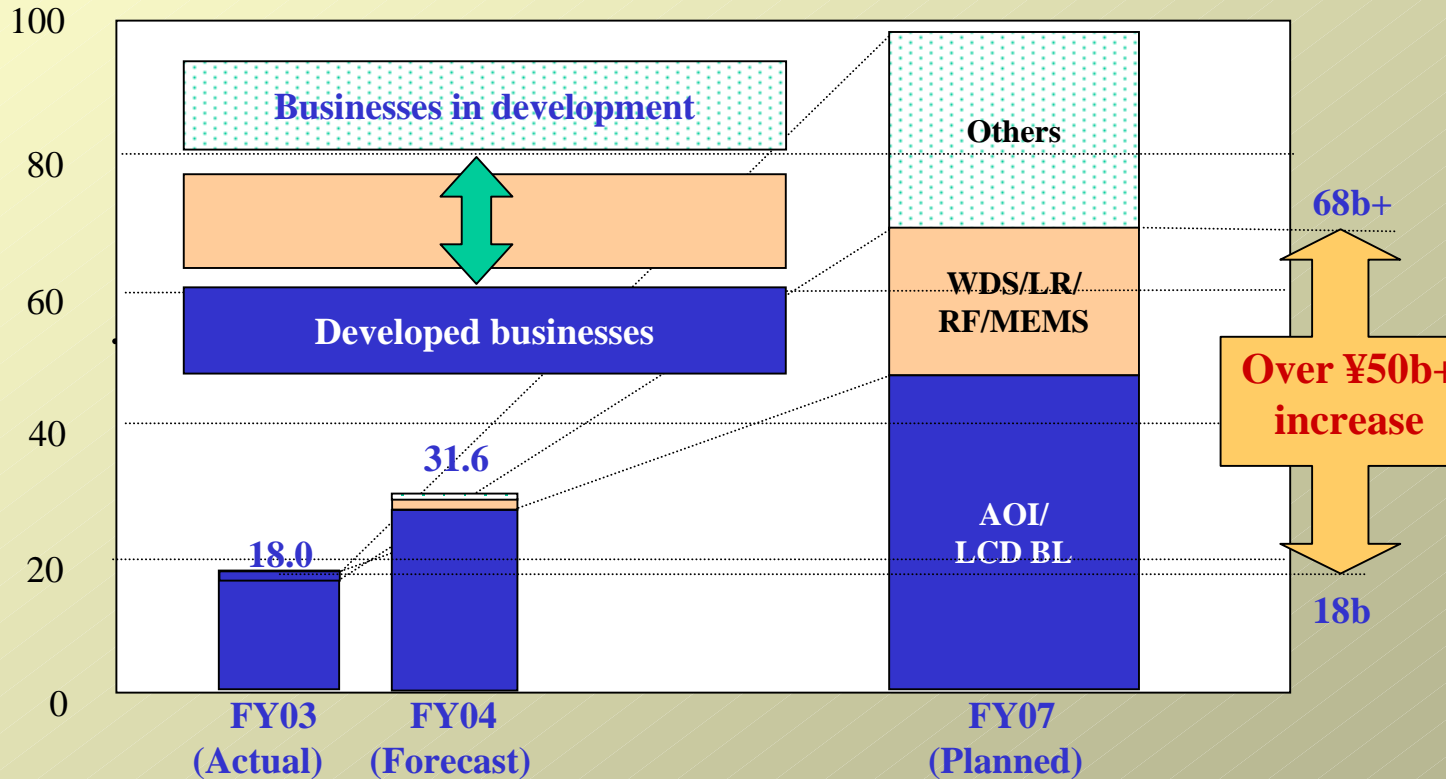 100
80
60
40
20
0
Businesses in development
Developed businesses
18.0
31.6
Others
WDS/LR/
RF/MEMS
AOI/
LCD BL
68b+
Over ¥50b+
increase
18b
FY03
(Actual)
FY04
(Forecast)
FY07
(Planned)